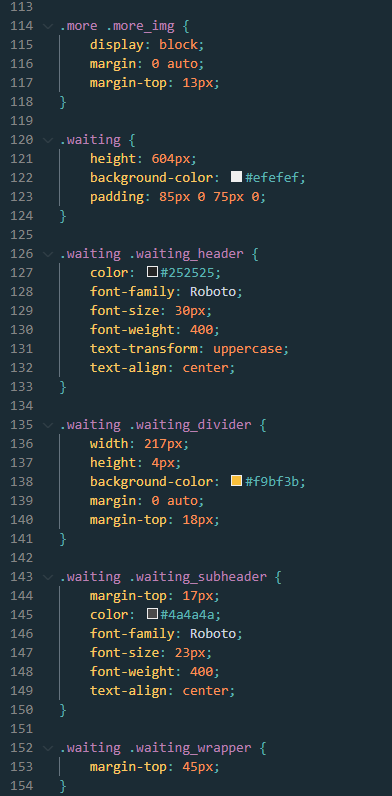 113
114 .more .more_img {
115 display: block;
116 margin: 0 auto;
117 margin-top: 13px;
118 }
119
120 .waiting {
121 height: 604px;
122 background-color: #efefef;
123 padding: 85px 0 75px 0;
124 }
125
126 .waiting .waiting_header {
127 color: #252525;
128 font-family: Roboto;
129 font-size: 30px;
130 font-weight: 400;
131 text-transform: uppercase;
132 text-align: center;
133 }
134
135 .waiting .waiting_divider {
136 width: 217px;
137 height: 4px;
138 background-color: #f9bf3b;
139 margin: 0 auto;
140 margin-top: 18px;
141 }
142
143 .waiting .waiting_subheader {
144 margin-top: 17px;
145 color: #4a4a4a;
146 font-family: Roboto;
147 font-size: 23px;
148 font-weight: 400;
149 text-align: center;
150 }
151
152 .waiting .waiting_wrapper {
153 margin-top: 45px;
154 }